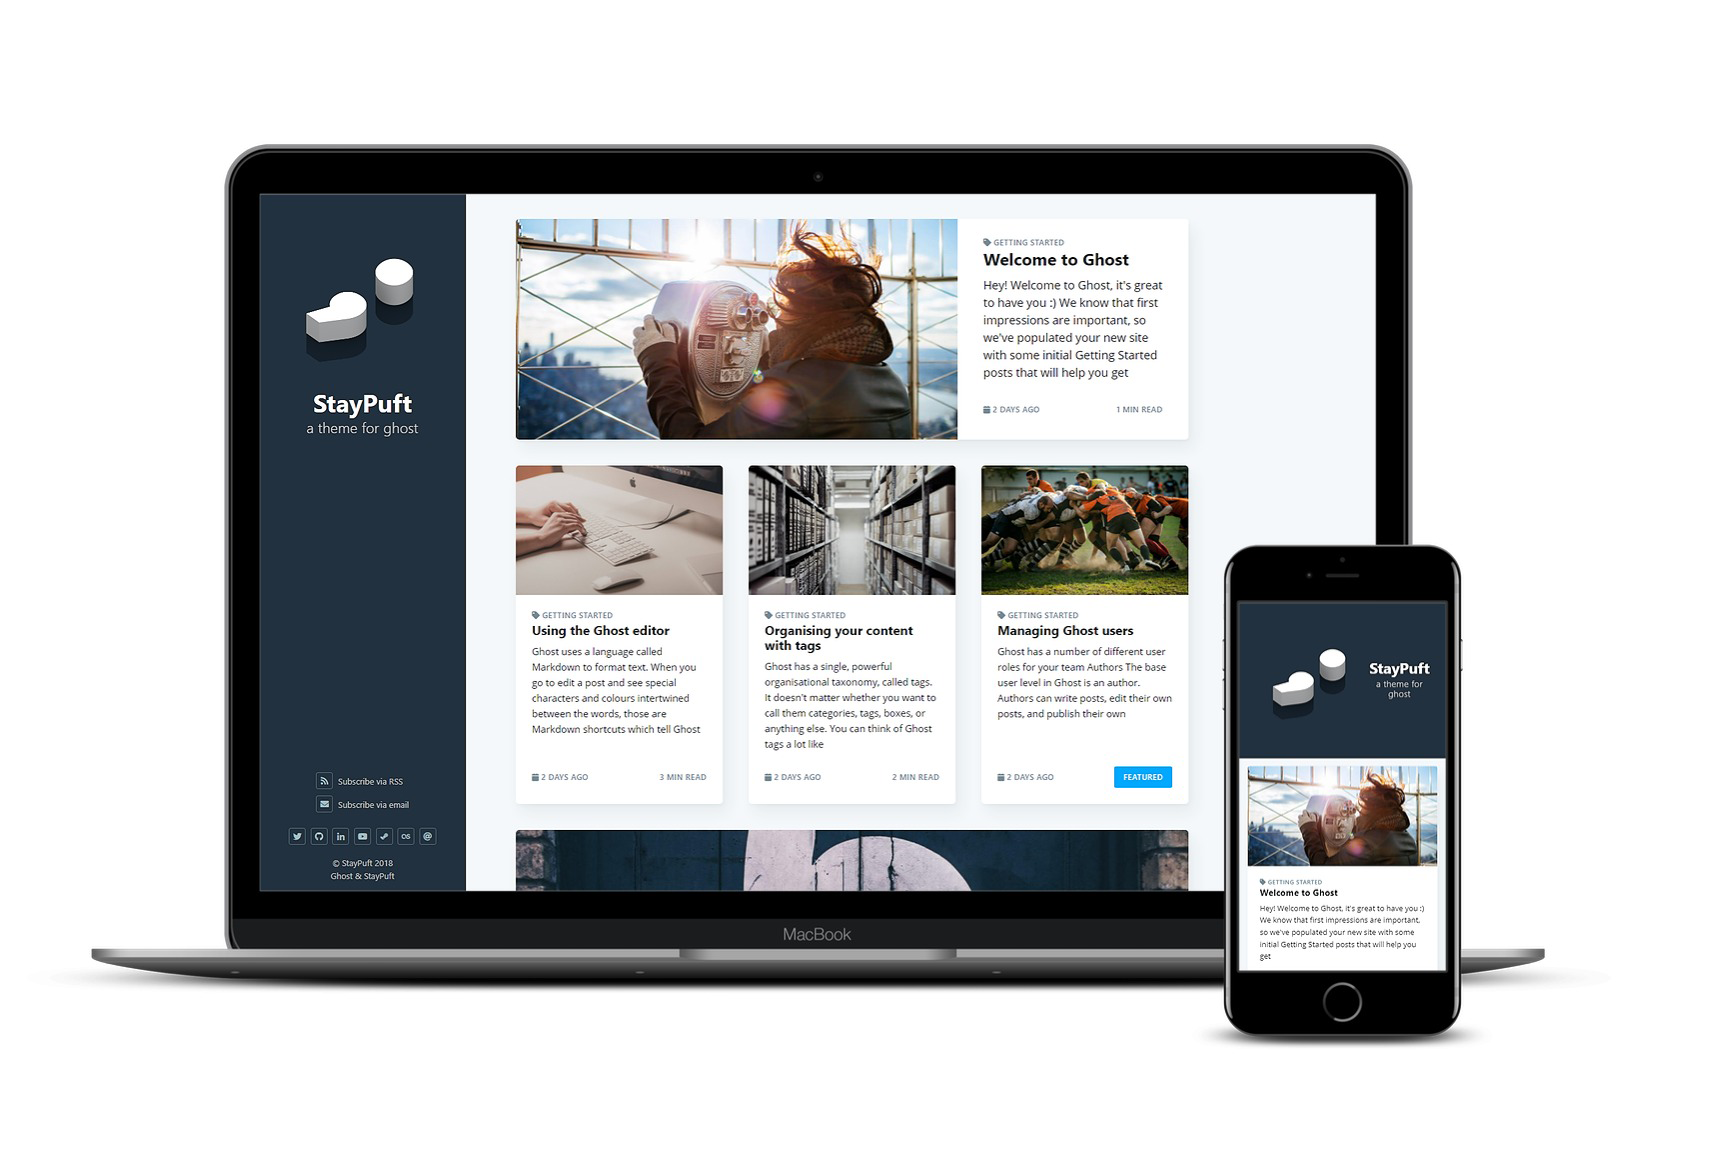 StayPuft
a theme for ghost
Subscribe via RSS
Subscribe via email
© StayPuft 2018
Ghost & StayPuft
GETTING STARTED
Welcome to Ghost
Hey! Welcome to Ghost, it's great
to have you :) We know that first
impressions are important, so
we've populated your new site
with some initial Getting Started
posts that will help you get
2 DAYS AGO
1 MIN READ
GETTING STARTED
Using the Ghost editor
Ghost uses a language called
Markdown to format text. When you
go to edit a post and see special
characters and colours intertwined
between the words, those are
Markdown shortcuts which tell Ghost
2 DAYS AGO
3 MIN READ
GETTING STARTED
Organising your content
with tags
Ghost has a single, powerful
organisational taxonomy, called tags.
It doesn't matter whether you want to
call them categories, tags, boxes, or
anything else. You can think of Ghost
tags a lot like
2 DAYS AGO
2 MIN READ
GETTING STARTED
Managing Ghost users
Ghost has a number of different user
roles for your team Authors The base
user level in Ghost is an author.
Authors can write posts, edit their own
posts, and publish their own
2 DAYS AGO
FEATURED
MacBook
StayPuft
a theme for
ghost
GETTING STARTED
Welcome to Ghost
Hey! Welcome to Ghost, it's great to have you :)
We know that first impressions are important,
so we've populated your new site with some
initial Getting Started posts that will help you
get